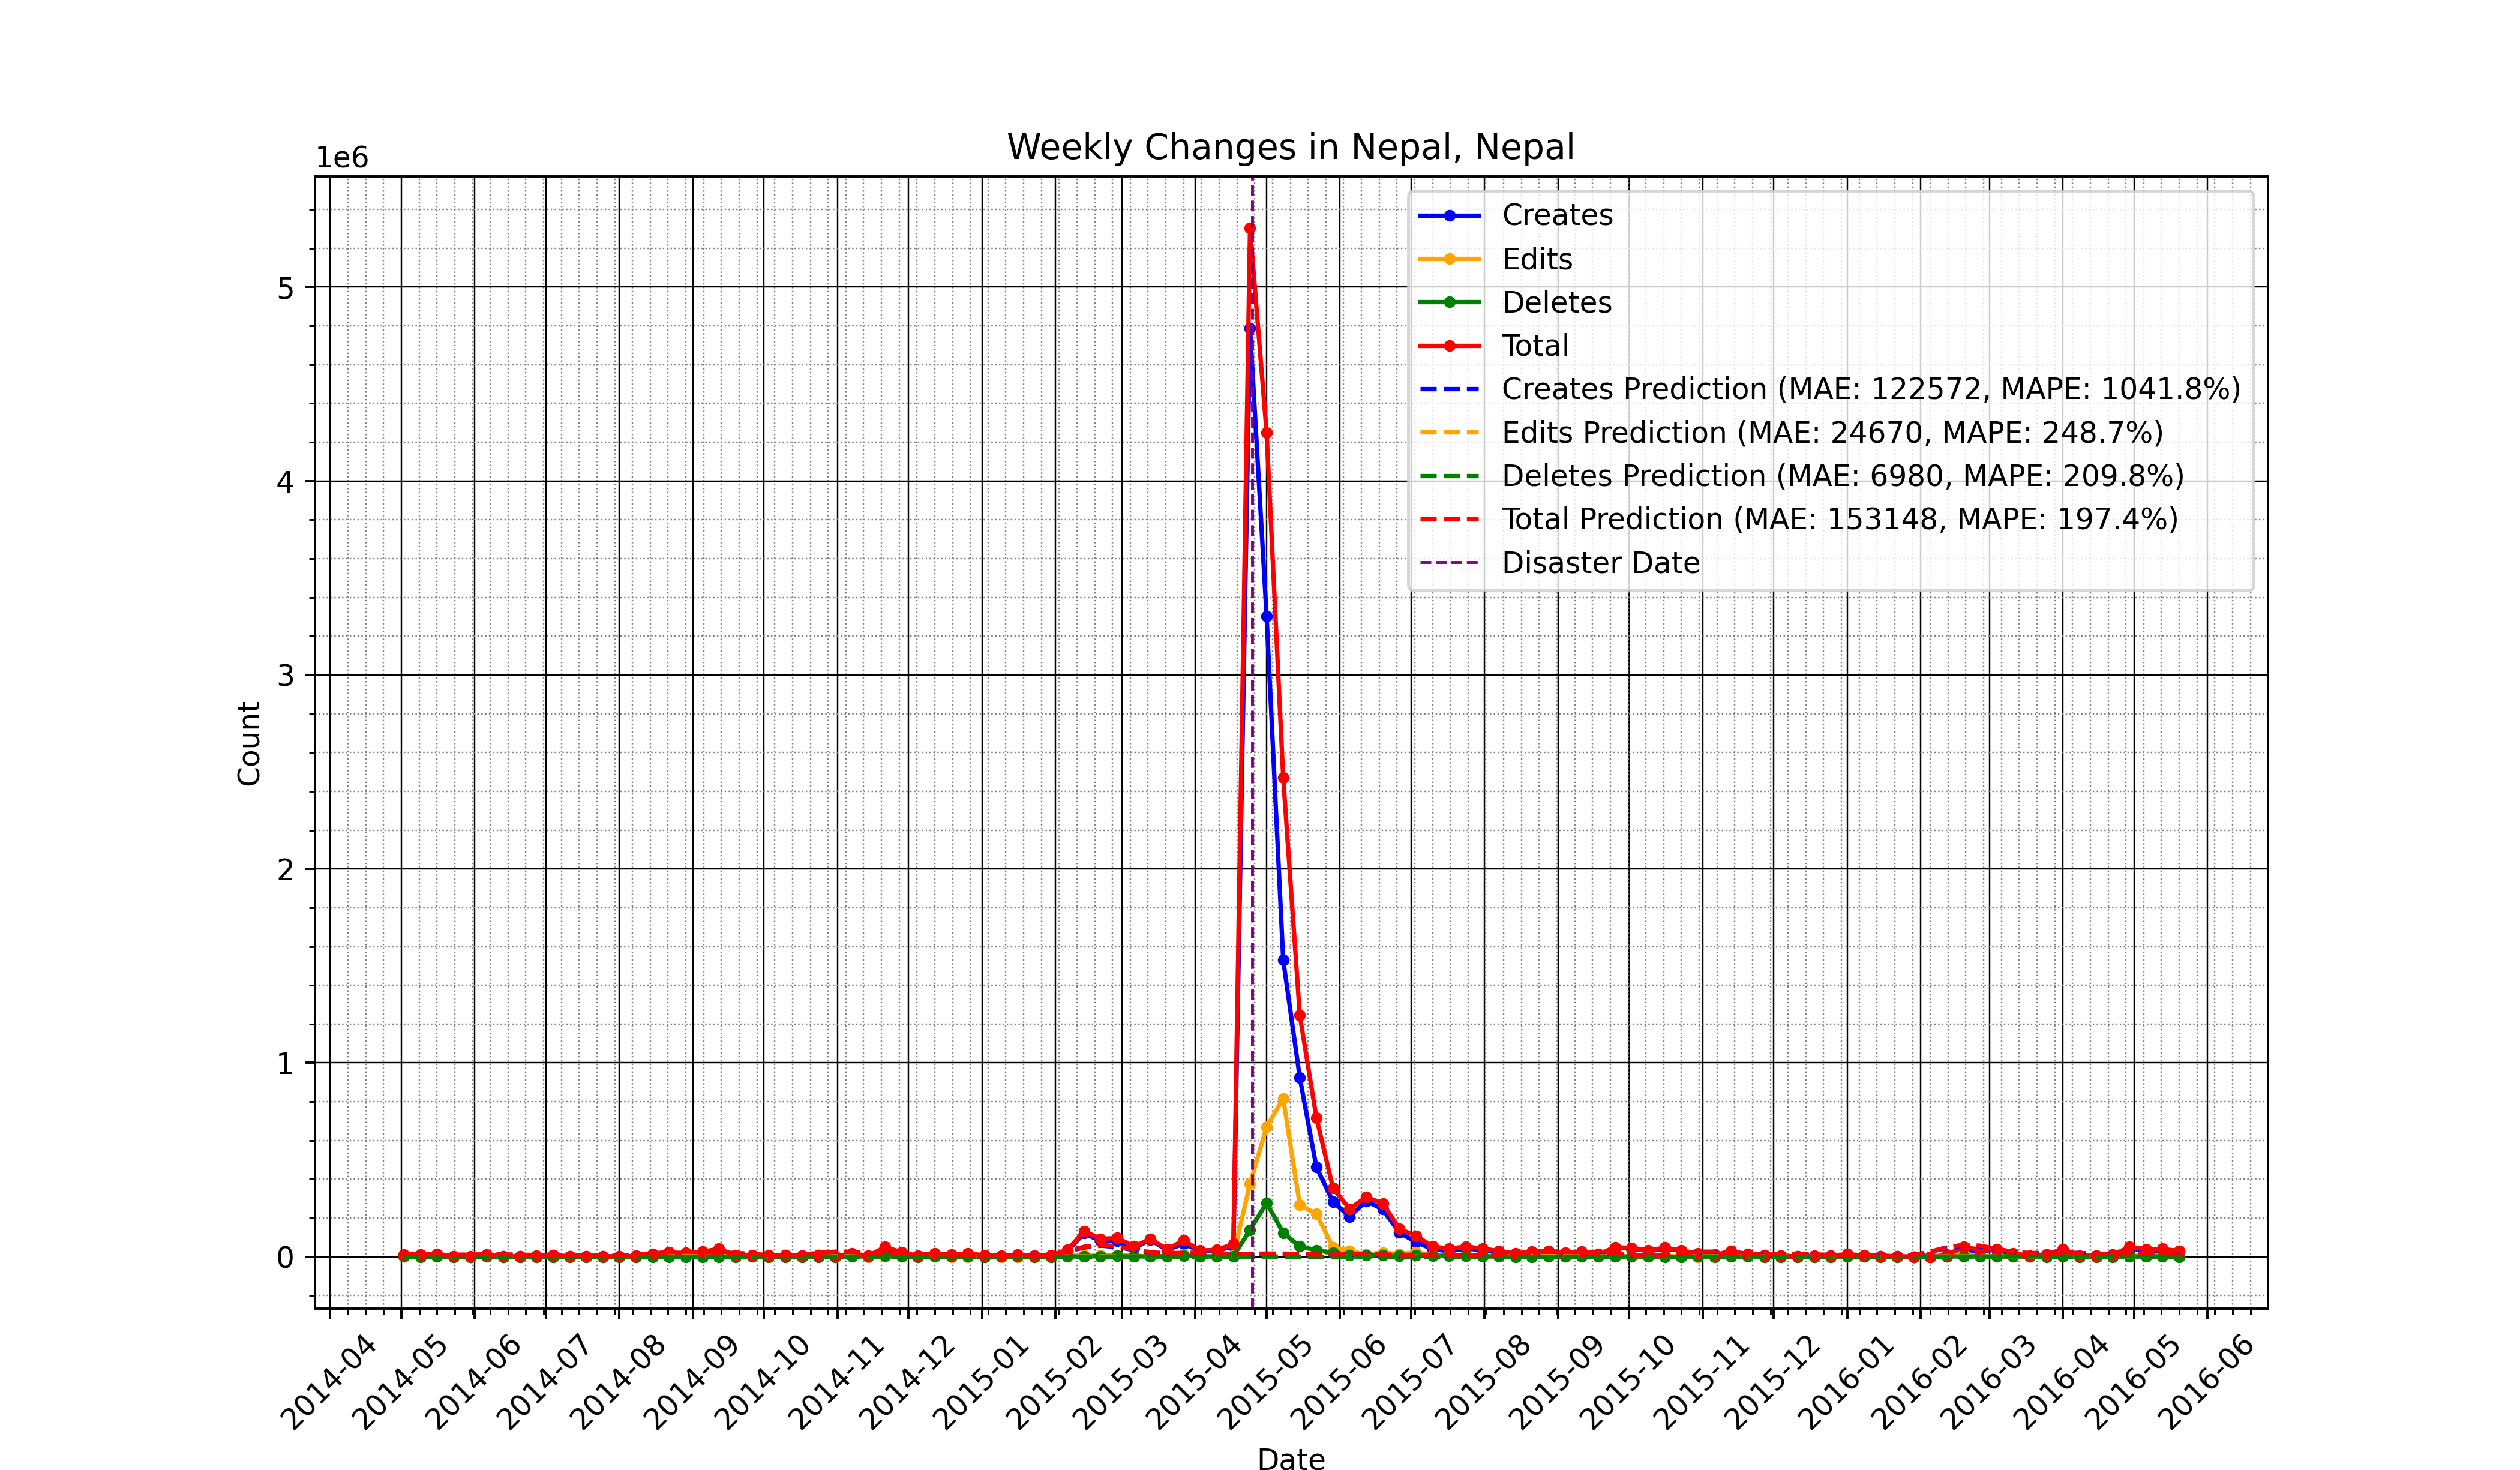 Weekly Changes in Nepal, Nepal
1e6
Creates
Edits
Deletes
Total
Creates Prediction (MAE: 122572, MAPE: 1041.8%)
Edits Prediction (MAE: 24670, MAPE: 248.7%)
Deletes Prediction (MAE: 6980, MAPE: 209.8%)
Total Prediction (MAE: 153148, MAPE: 197.4%)
Disaster Date
5
4
3
2
1
0
Count
2014-04
2014-05
2014-06
2014-07
2014-08
2014-09
2014-10
2014-11
2014-12
2015-01
2015-02
2015-03
2015-04
2015-05
2015-06
2015-07
2015-08
2015-09
2015-10
2015-11
2015-12
2016-01
2016-02
2016-03
2016-04
2016-05
2016-06
Date